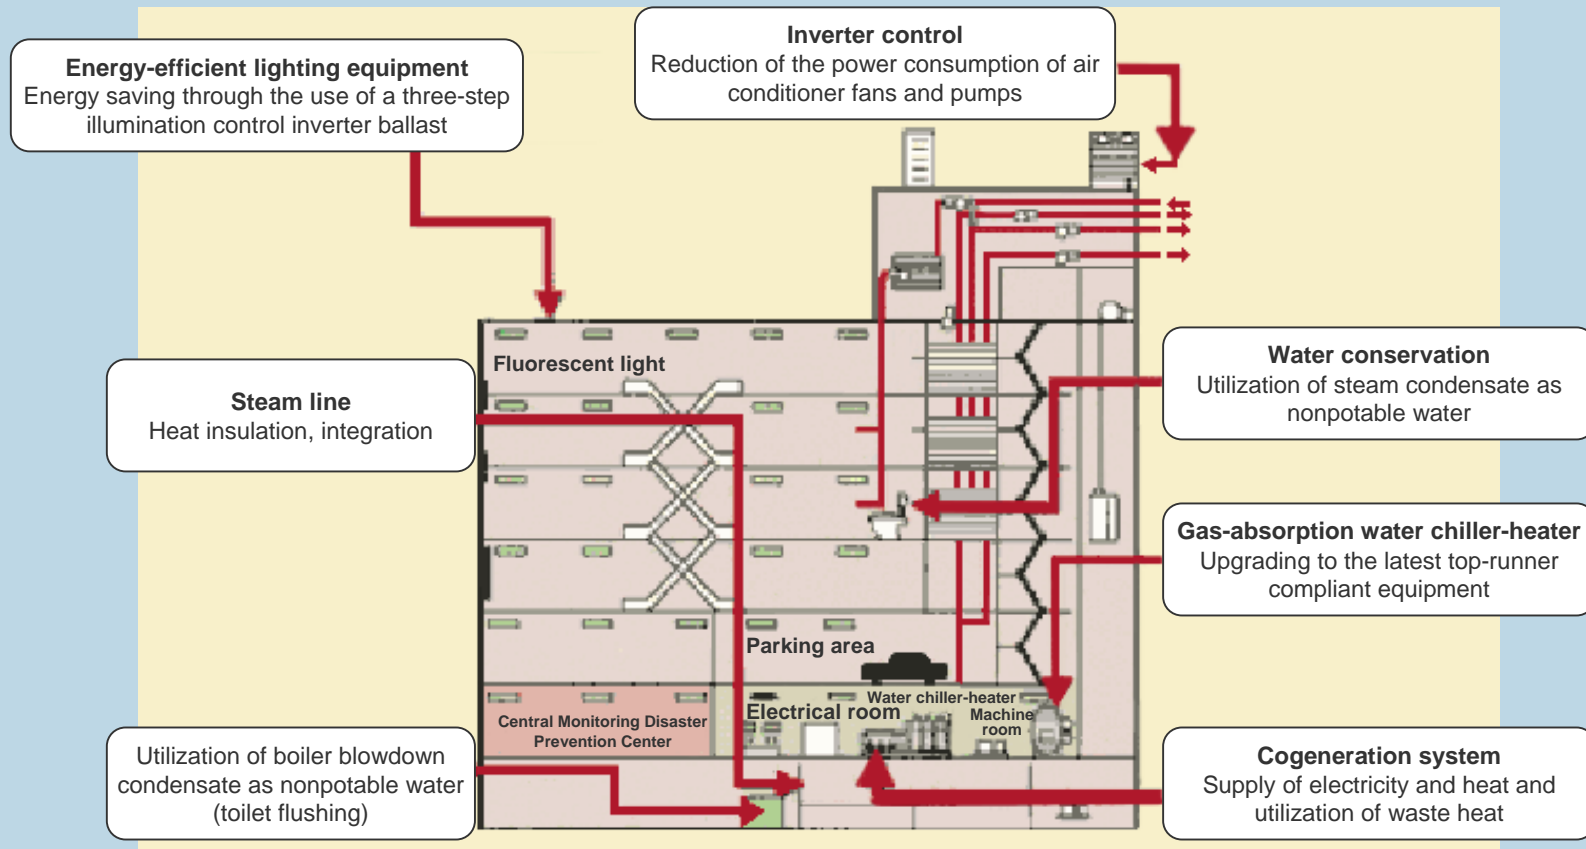 Inverter control
Reduction of the power consumption of air
conditioner fans and pumps
Energy-efficient lighting equipment
Energy saving through the use of a three-step
illumination control inverter ballast
Fluorescent light
Water conservation
Utilization of steam condensate as
nonpotable water
Steam line
Heat insulation, integration
Gas-absorption water chiller-heater
Upgrading to the latest top-runner
compliant equipment
Parking area
Water chiller-heater
Electrical room
Machine
room
Central Monitoring Disaster
Prevention Center
Utilization of boiler blowdown
condensate as nonpotable water
(toilet flushing)
Cogeneration system
Supply of electricity and heat and
utilization of waste heat